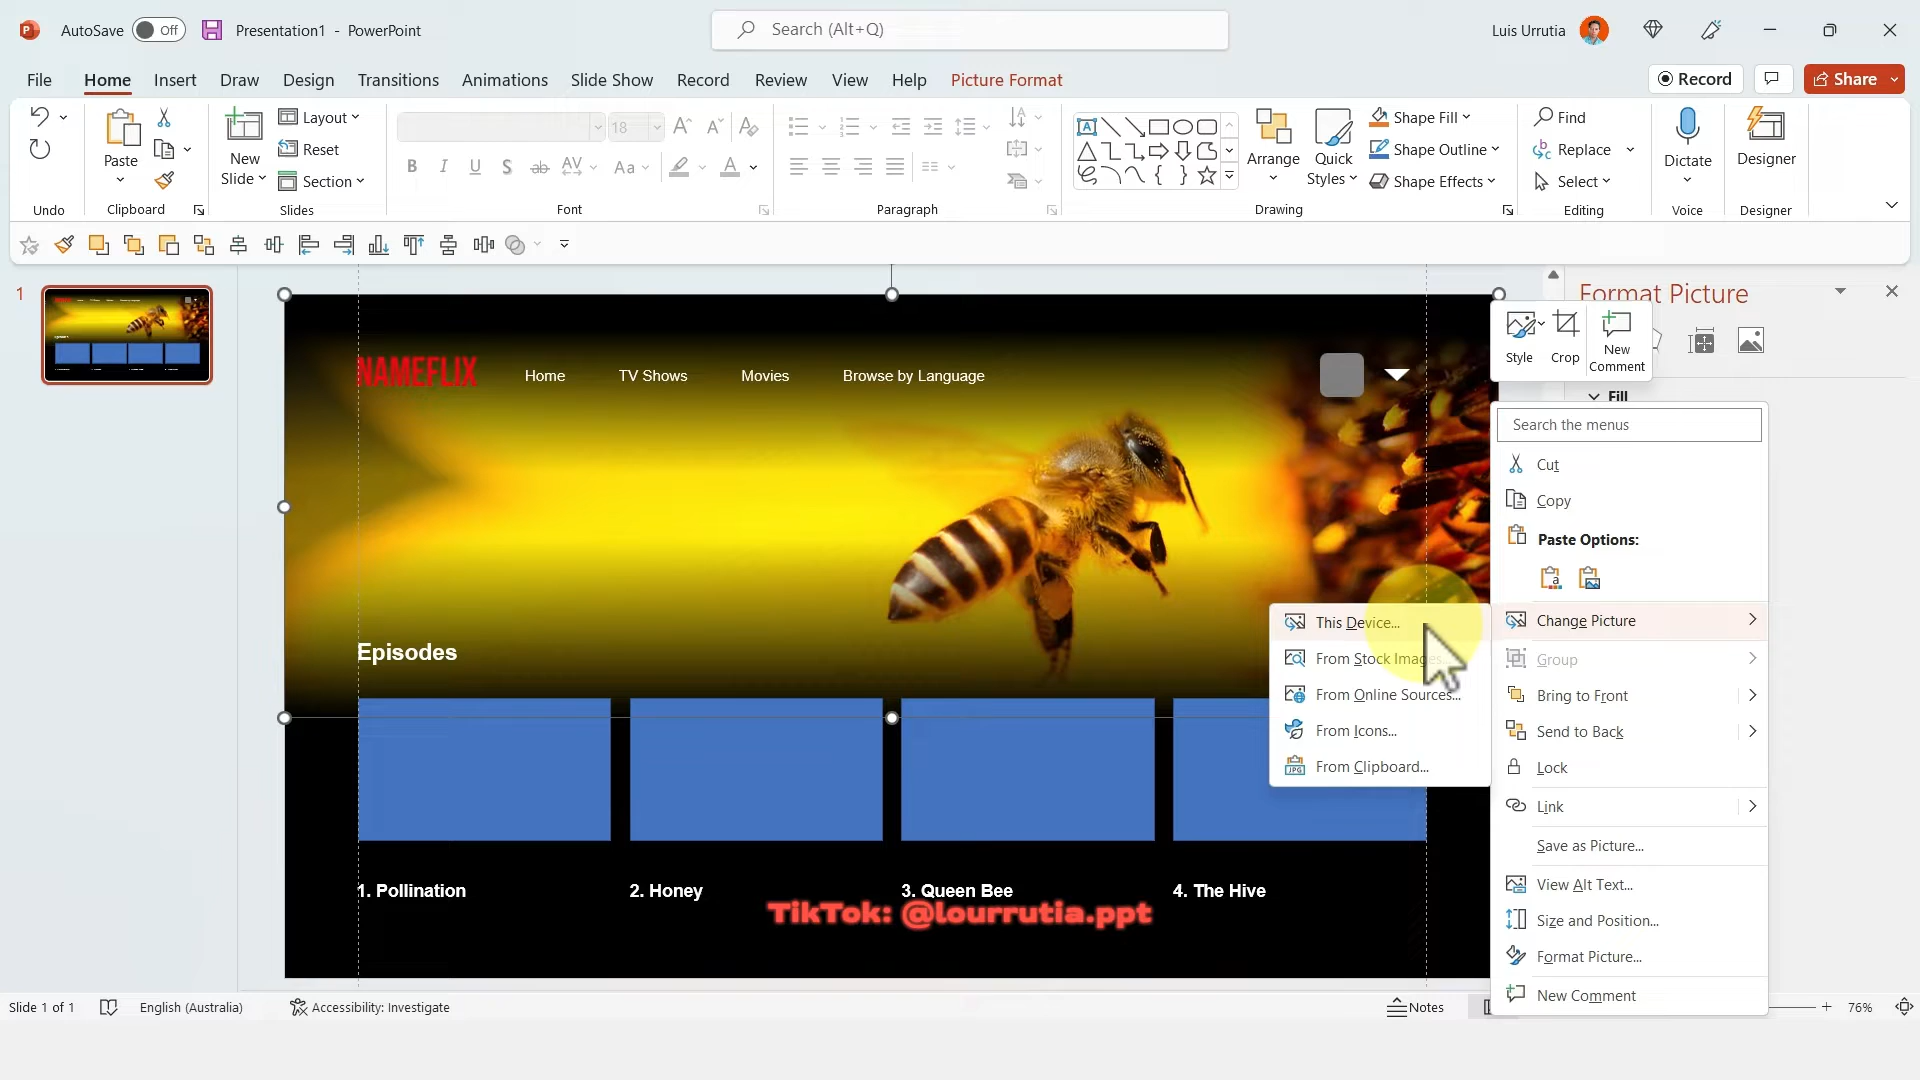 AutoSave Off Presentation1 - PowerPoint Search (Alt+Q) Luis Urrutia
File Home Insert Draw Design Transitions Animations Slide Show Record Review View Help Picture Format Record Share
Paste
New
Slide
Layout
Reset
Section
18
Arrange
Quick
Styles
Shape Fill
Shape Outline
Shape Effects
Find
Replace
Select
Dictate
Designer
Undo Clipboard Slides Font Paragraph Drawing Editing Voice Designer
1
Format Picture
Style Crop New
Comment
Fill
NAMEFLIX Home TV Shows Movies Browse by Language
Episodes
1. Pollination 2. Honey 3. Queen Bee 4. The Hive
TikTok: @lourrutia.ppt
Search the menus
Cut
Copy
Paste Options:
Change Picture
Group
Bring to Front
Send to Back
Lock
Link
Save as Picture...
View Alt Text...
Size and Position...
Format Picture...
New Comment
This Device...
From Stock Images...
From Online Sources...
From Icons...
From Clipboard...
Slide 1 of 1 English (Australia) Accessibility: Investigate Notes 76%